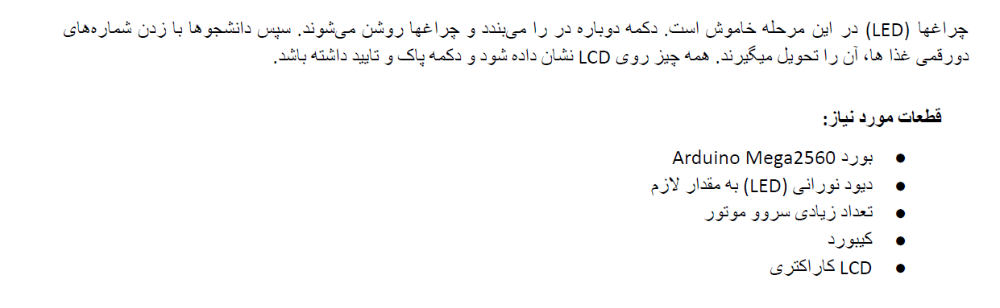 چراغها (LED) در این مرحله خاموش است. دکمه دوباره در را می‌بندد و چراغها روشن می‌شوند. سپس دانشجوها با زدن شماره‌های
دورقمی غذا ها، آن را تحویل میگیرند. همه چیز روی LCD نشان داده شود و دکمه پاک و تایید داشته باشد.
قطعات مورد نیاز:
● بورد Arduino Mega2560
● دیود نورانی (LED) به مقدار لازم
● تعداد زیادی سروو موتور
● کیبورد
● LCD کاراکتری